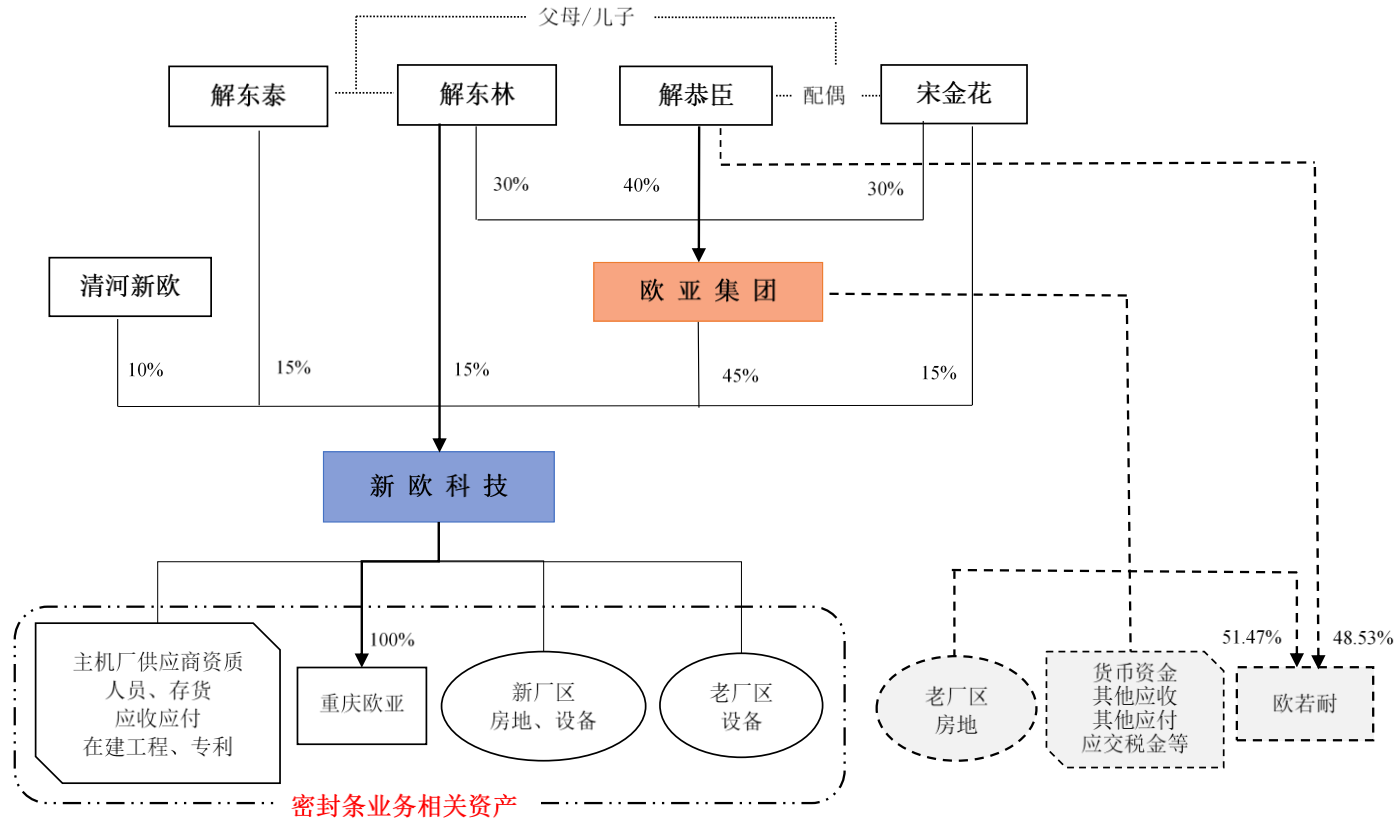 父母/儿子
解东泰
解东林
解恭臣
配偶
宋金花
30%
40%
30%
清河新欧
欧亚集团
10%
15%
15%
45%
15%
新欧科技
主机厂供应商资质
人员、存货
应收应付
在建工程、专利
100%
重庆欧亚
新厂区
房地、设备
老厂区
设备
老厂区
房地
货币资金
其他应收
其他应付
应交税金等
51.47%
48.53%
欧若耐
密封条业务相关资产